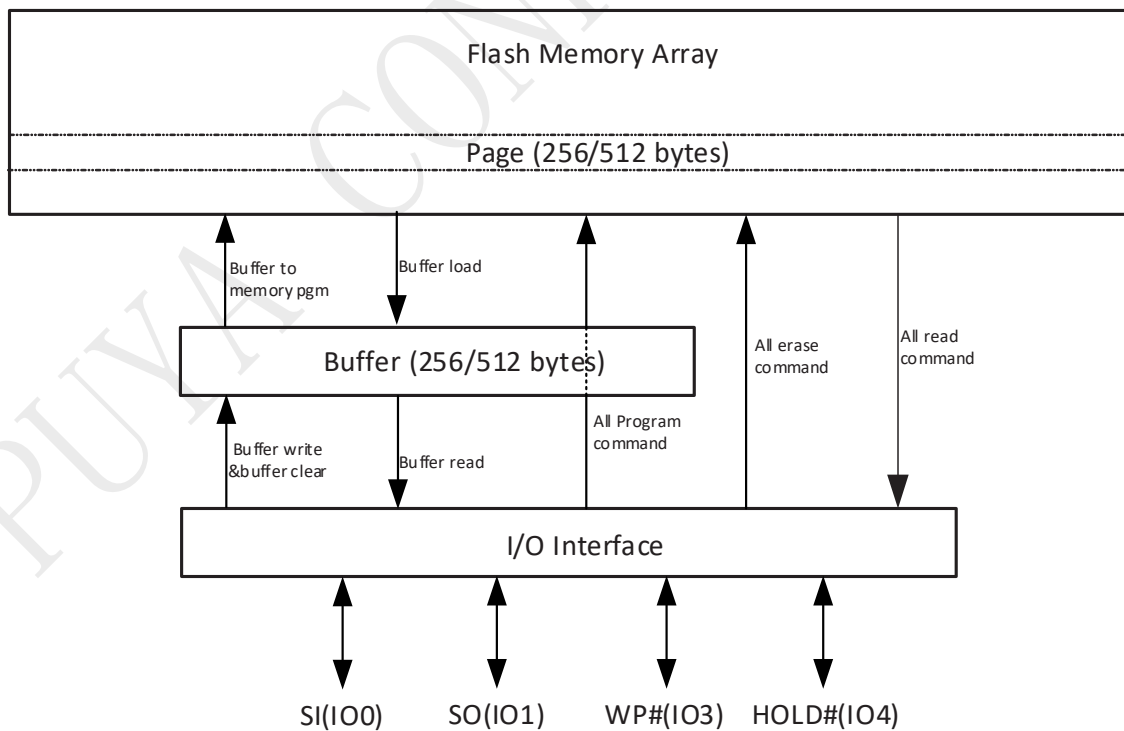 Flash Memory Array
Page (256/512 bytes)
Buffer to
memory pgm
Buffer load
All erase
command
All read
command
Buffer (256/512 bytes)
All Program
command
Buffer write
&buffer clear
Buffer read
I/O Interface
SI(IO0)
SO(IO1)
WP#(IO3)
HOLD#(IO4)
PUYA CON